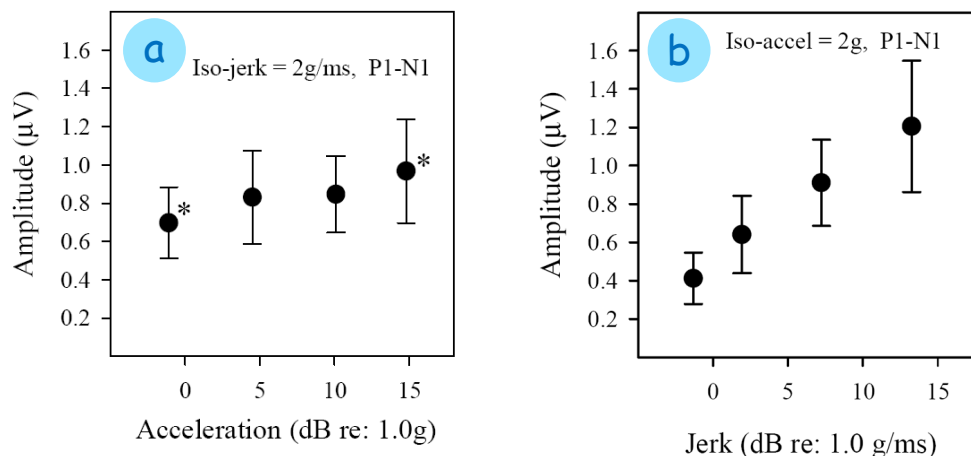 a
Iso-jerk = 2g/ms, P1-N1
Amplitude (µV)
1.6
1.4
1.2
1.0
0.8
0.6
0.4
0.2
*
*
0 5 10 15
Acceleration (dB re: 1.0g)
b
Iso-accel = 2g, P1-N1
Amplitude (µV)
1.6
1.4
1.2
1.0
0.8
0.6
0.4
0.2
0 5 10 15
Jerk (dB re: 1.0 g/ms)